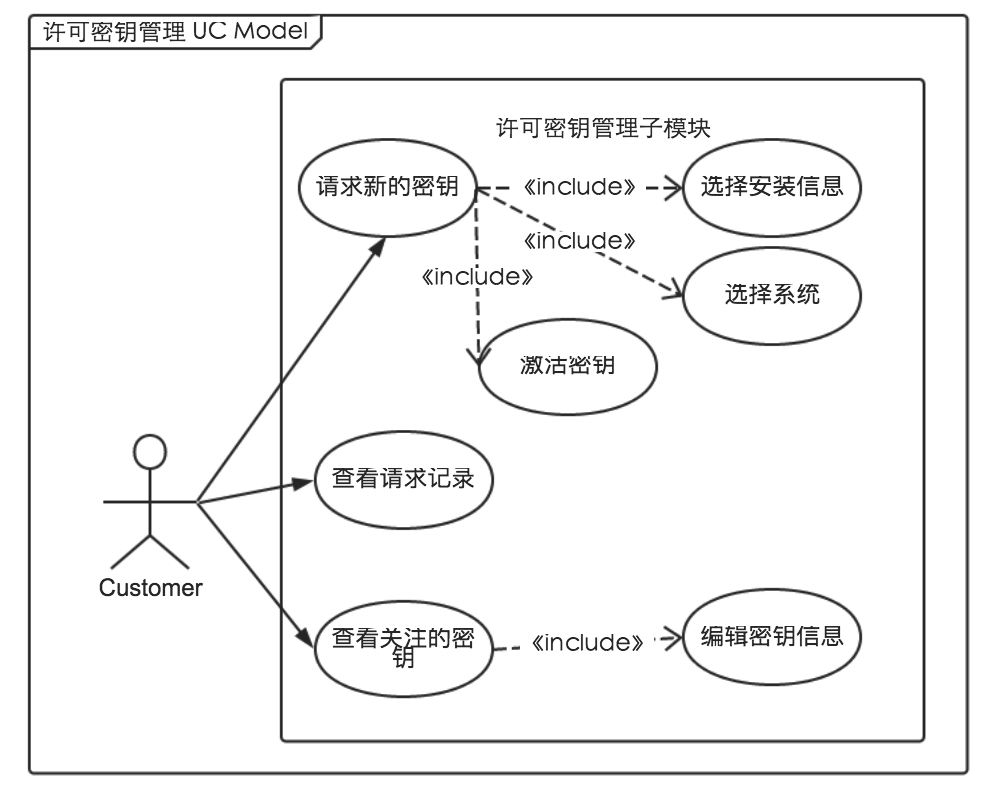 许可密钥管理 UC Model
许可密钥管理子模块
请求新的密钥
《include》
选择安装信息
《include》
选择系统
《include》
激活密钥
查看请求记录
Customer
查看关注的密
钥
《include》
编辑密钥信息